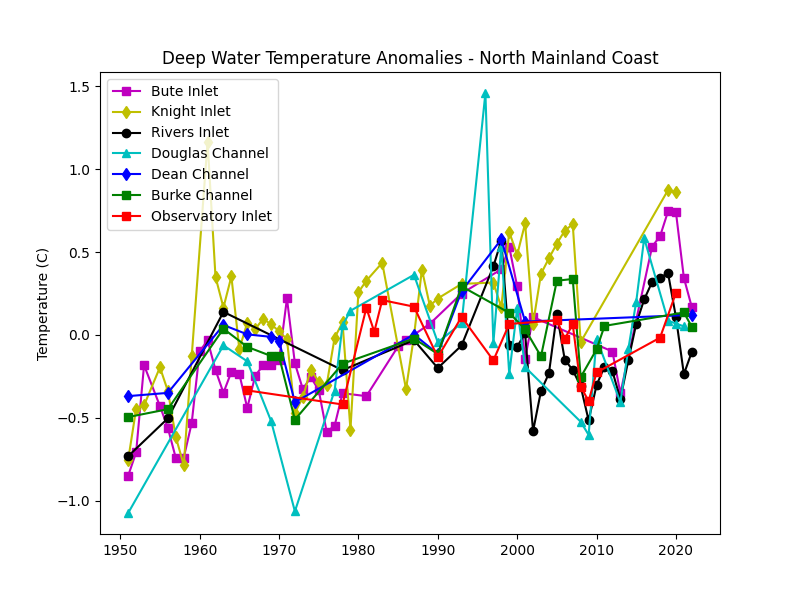 Deep Water Temperature Anomalies - North Mainland Coast
Bute Inlet
Knight Inlet
Rivers Inlet
Douglas Channel
Dean Channel
Burke Channel
Observatory Inlet
Temperature (C)
1.5
1.0
0.5
0.0
−0.5
−1.0
1950 1960 1970 1980 1990 2000 2010 2020